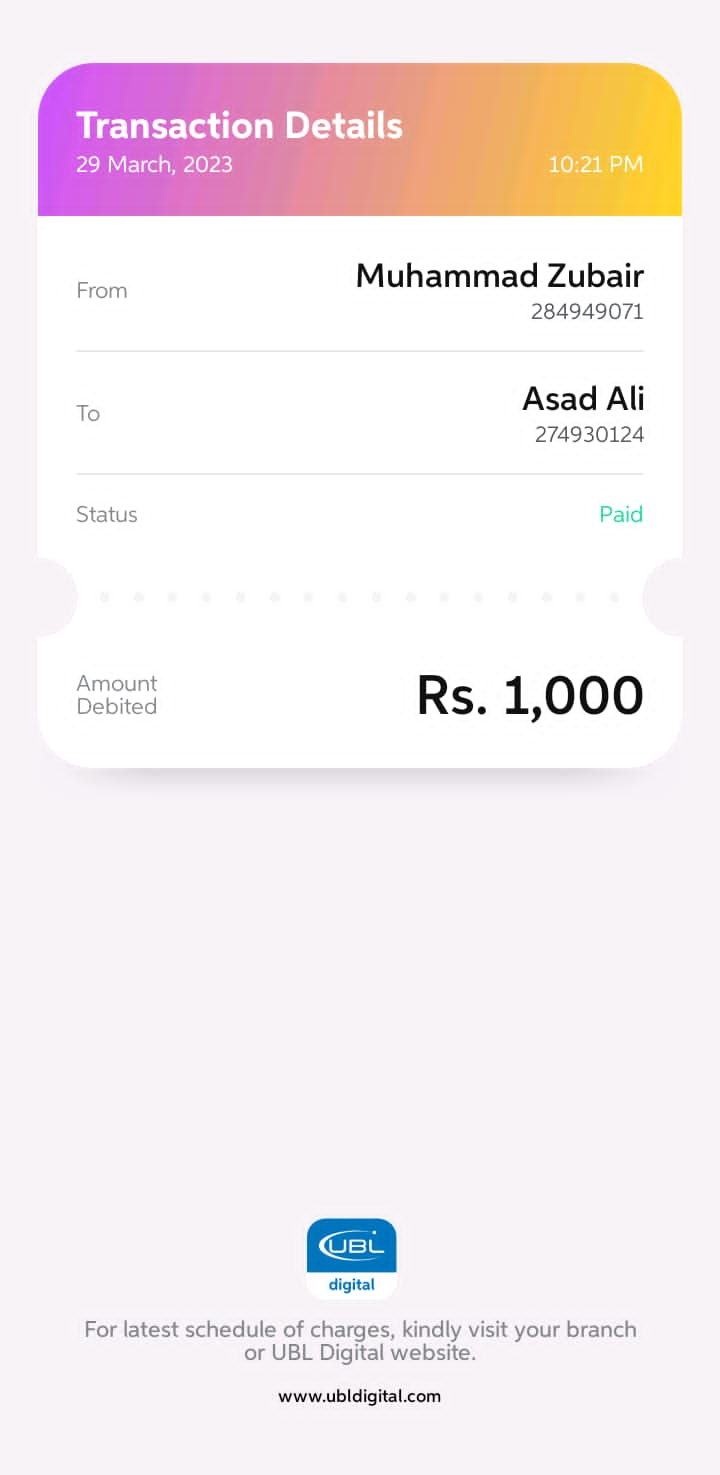 Transaction Details
29 March, 2023 10:21 PM
From
Muhammad Zubair
284949071
To
Asad Ali
274930124
Status Paid
Amount
Debited
Rs. 1,000
UBL
digital
For latest schedule of charges, kindly visit your branch
or UBL Digital website.
www.ubldigital.com